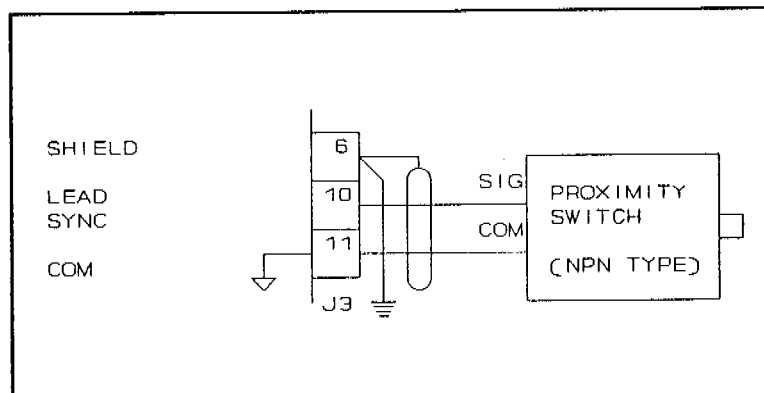 SHIELD
LEAD
SYNC
COM
6
10
11
J3
SIG
COM
PROXIMITY
SWITCH
(NPN TYPE)